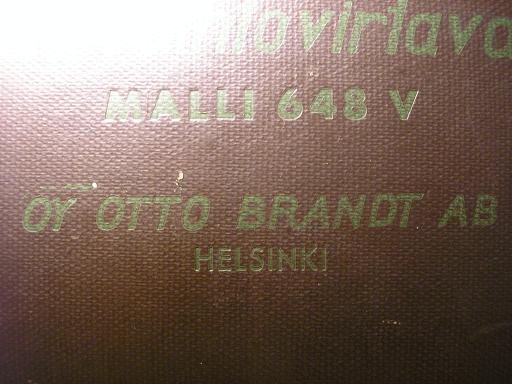 MALLI 648 V
OY OTTO BRANDT AB
HELSINKI